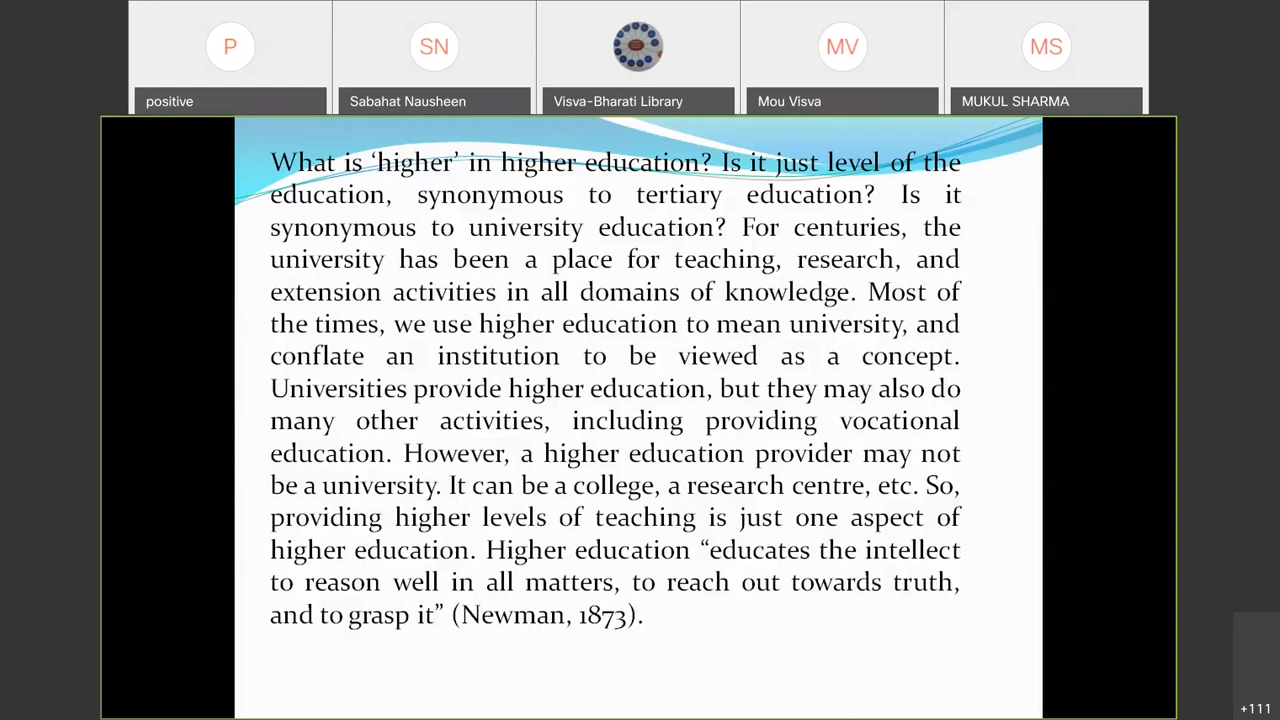 P
SN
MV
MS
positive
Sabahat Nausheen
Visva-Bharati Library
Mou Visva
MUKUL SHARMA
What is ‘higher’ in higher education? Is it just level of the
education, synonymous to tertiary education? Is it
synonymous to university education? For centuries, the
university has been a place for teaching, research, and
extension activities in all domains of knowledge. Most of
the times, we use higher education to mean university, and
conflate an institution to be viewed as a concept.
Universities provide higher education, but they may also do
many other activities, including providing vocational
education. However, a higher education provider may not
be a university. It can be a college, a research centre, etc. So,
providing higher levels of teaching is just one aspect of
higher education. Higher education “educates the intellect
to reason well in all matters, to reach out towards truth,
and to grasp it” (Newman, 1873).
+111